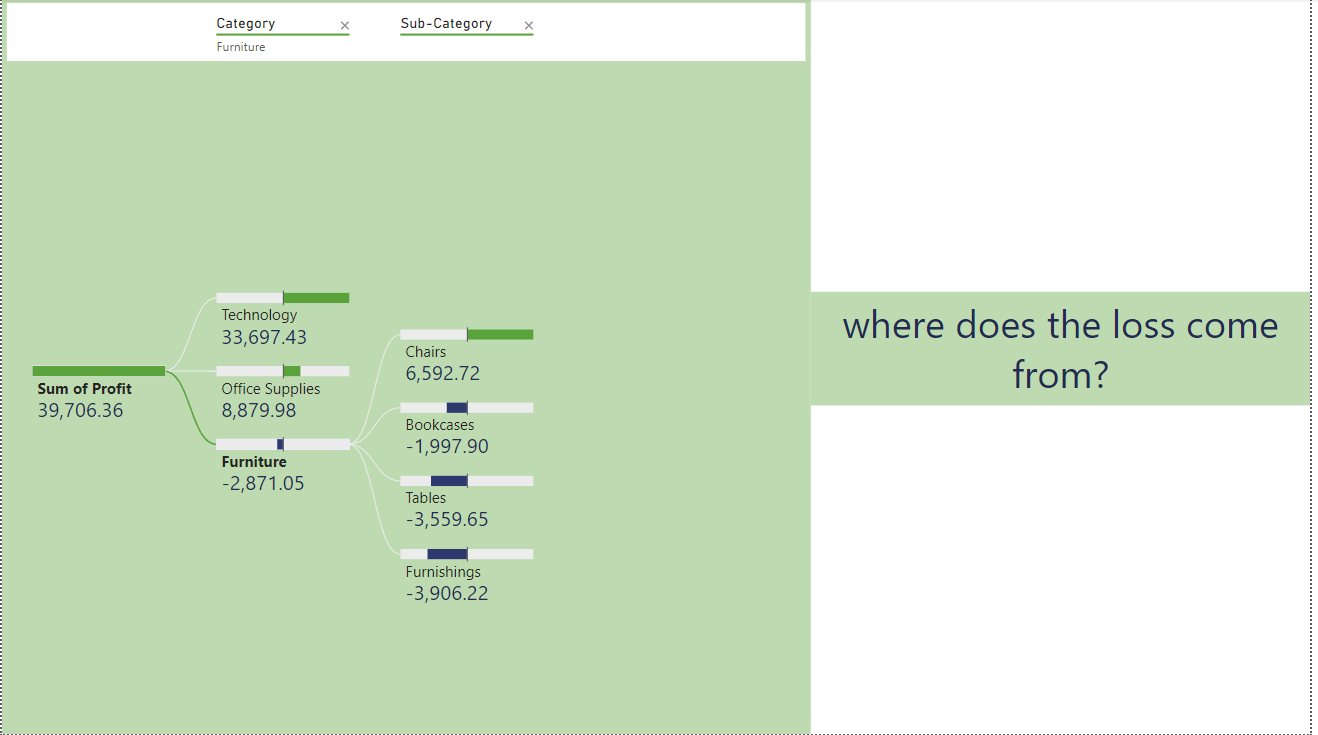 Category ×
Sub-Category ×
Furniture
Technology
33,697.43
Sum of Profit
39,706.36
Office Supplies
8,879.98
Furniture
-2,871.05
Chairs
6,592.72
Bookcases
-1,997.90
Tables
-3,559.65
Furnishings
-3,906.22
where does the loss come
from?